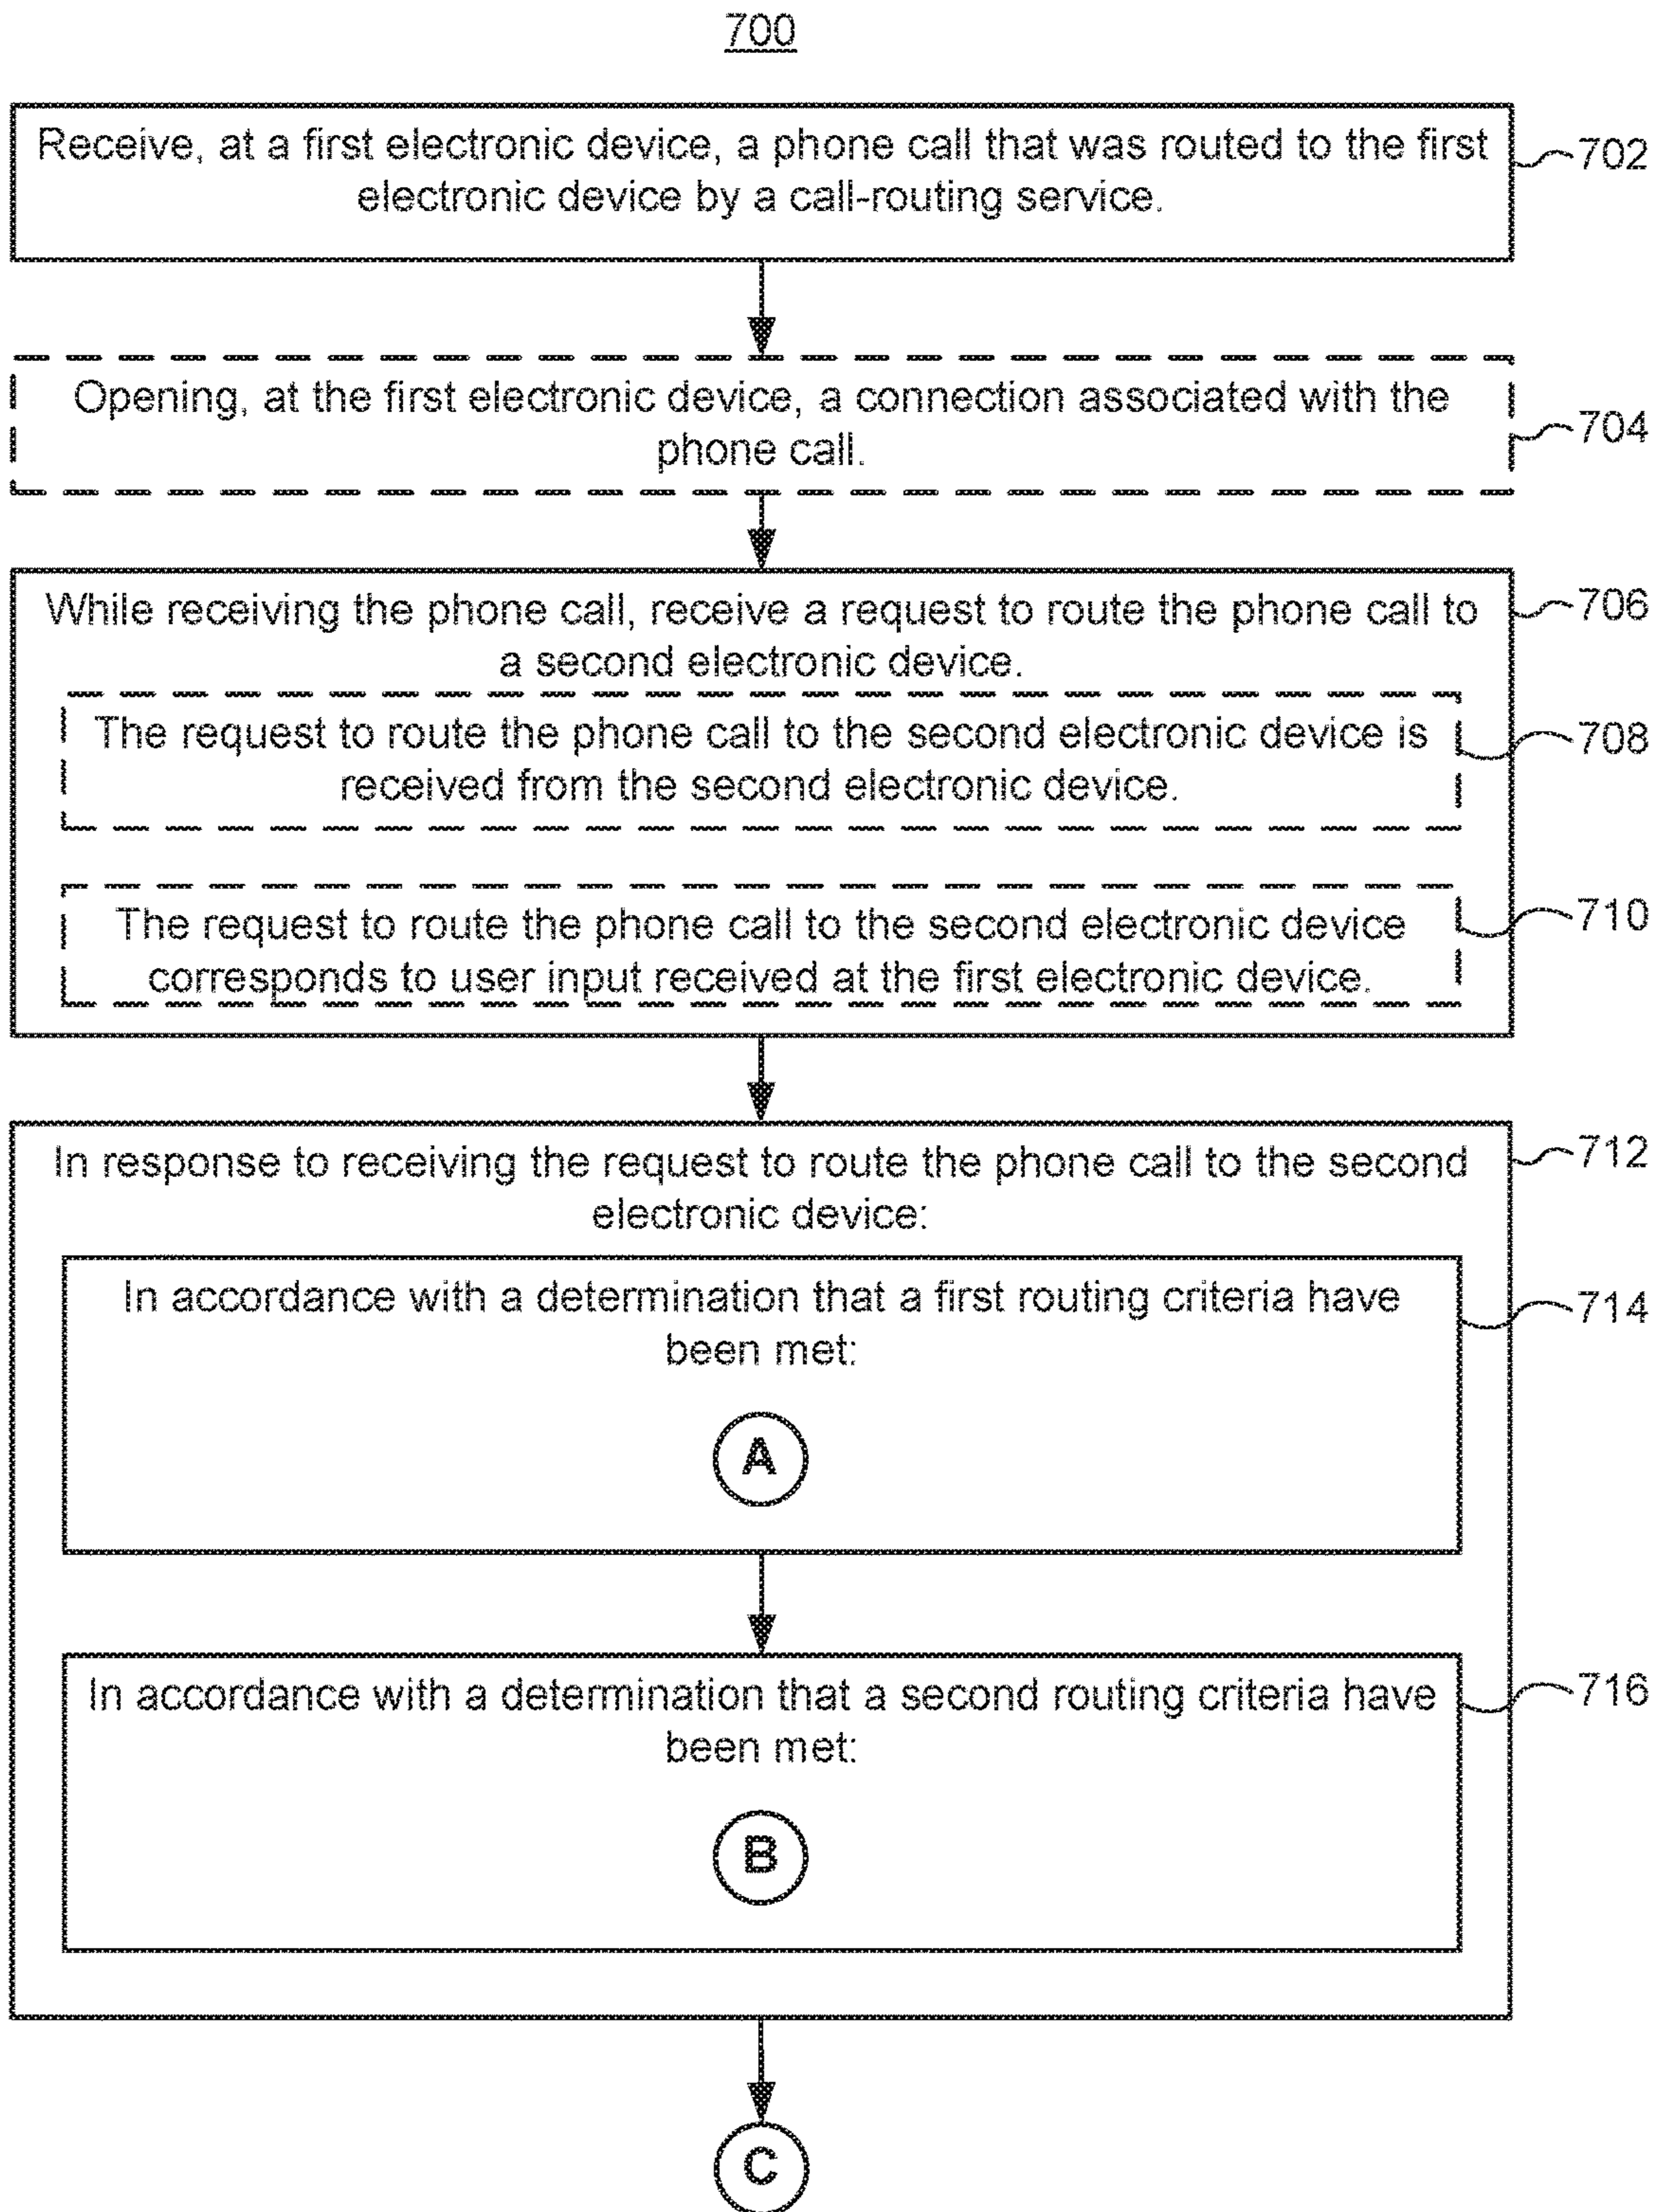 700
Receive, at a first electronic device, a phone call that was routed to the first
electronic device by a call-routing service.
702
Opening, at the first electronic device, a connection associated with the
phone call.
704
While receiving the phone call, receive a request to route the phone call to
a second electronic device.
706
The request to route the phone call to the second electronic device is
received from the second electronic device.
708
The request to route the phone call to the second electronic device
corresponds to user input received at the first electronic device.
710
In response to receiving the request to route the phone call to the second
electronic device:
712
In accordance with a determination that a first routing criteria have
been met:
714
A
In accordance with a determination that a second routing criteria have
been met:
716
B
C